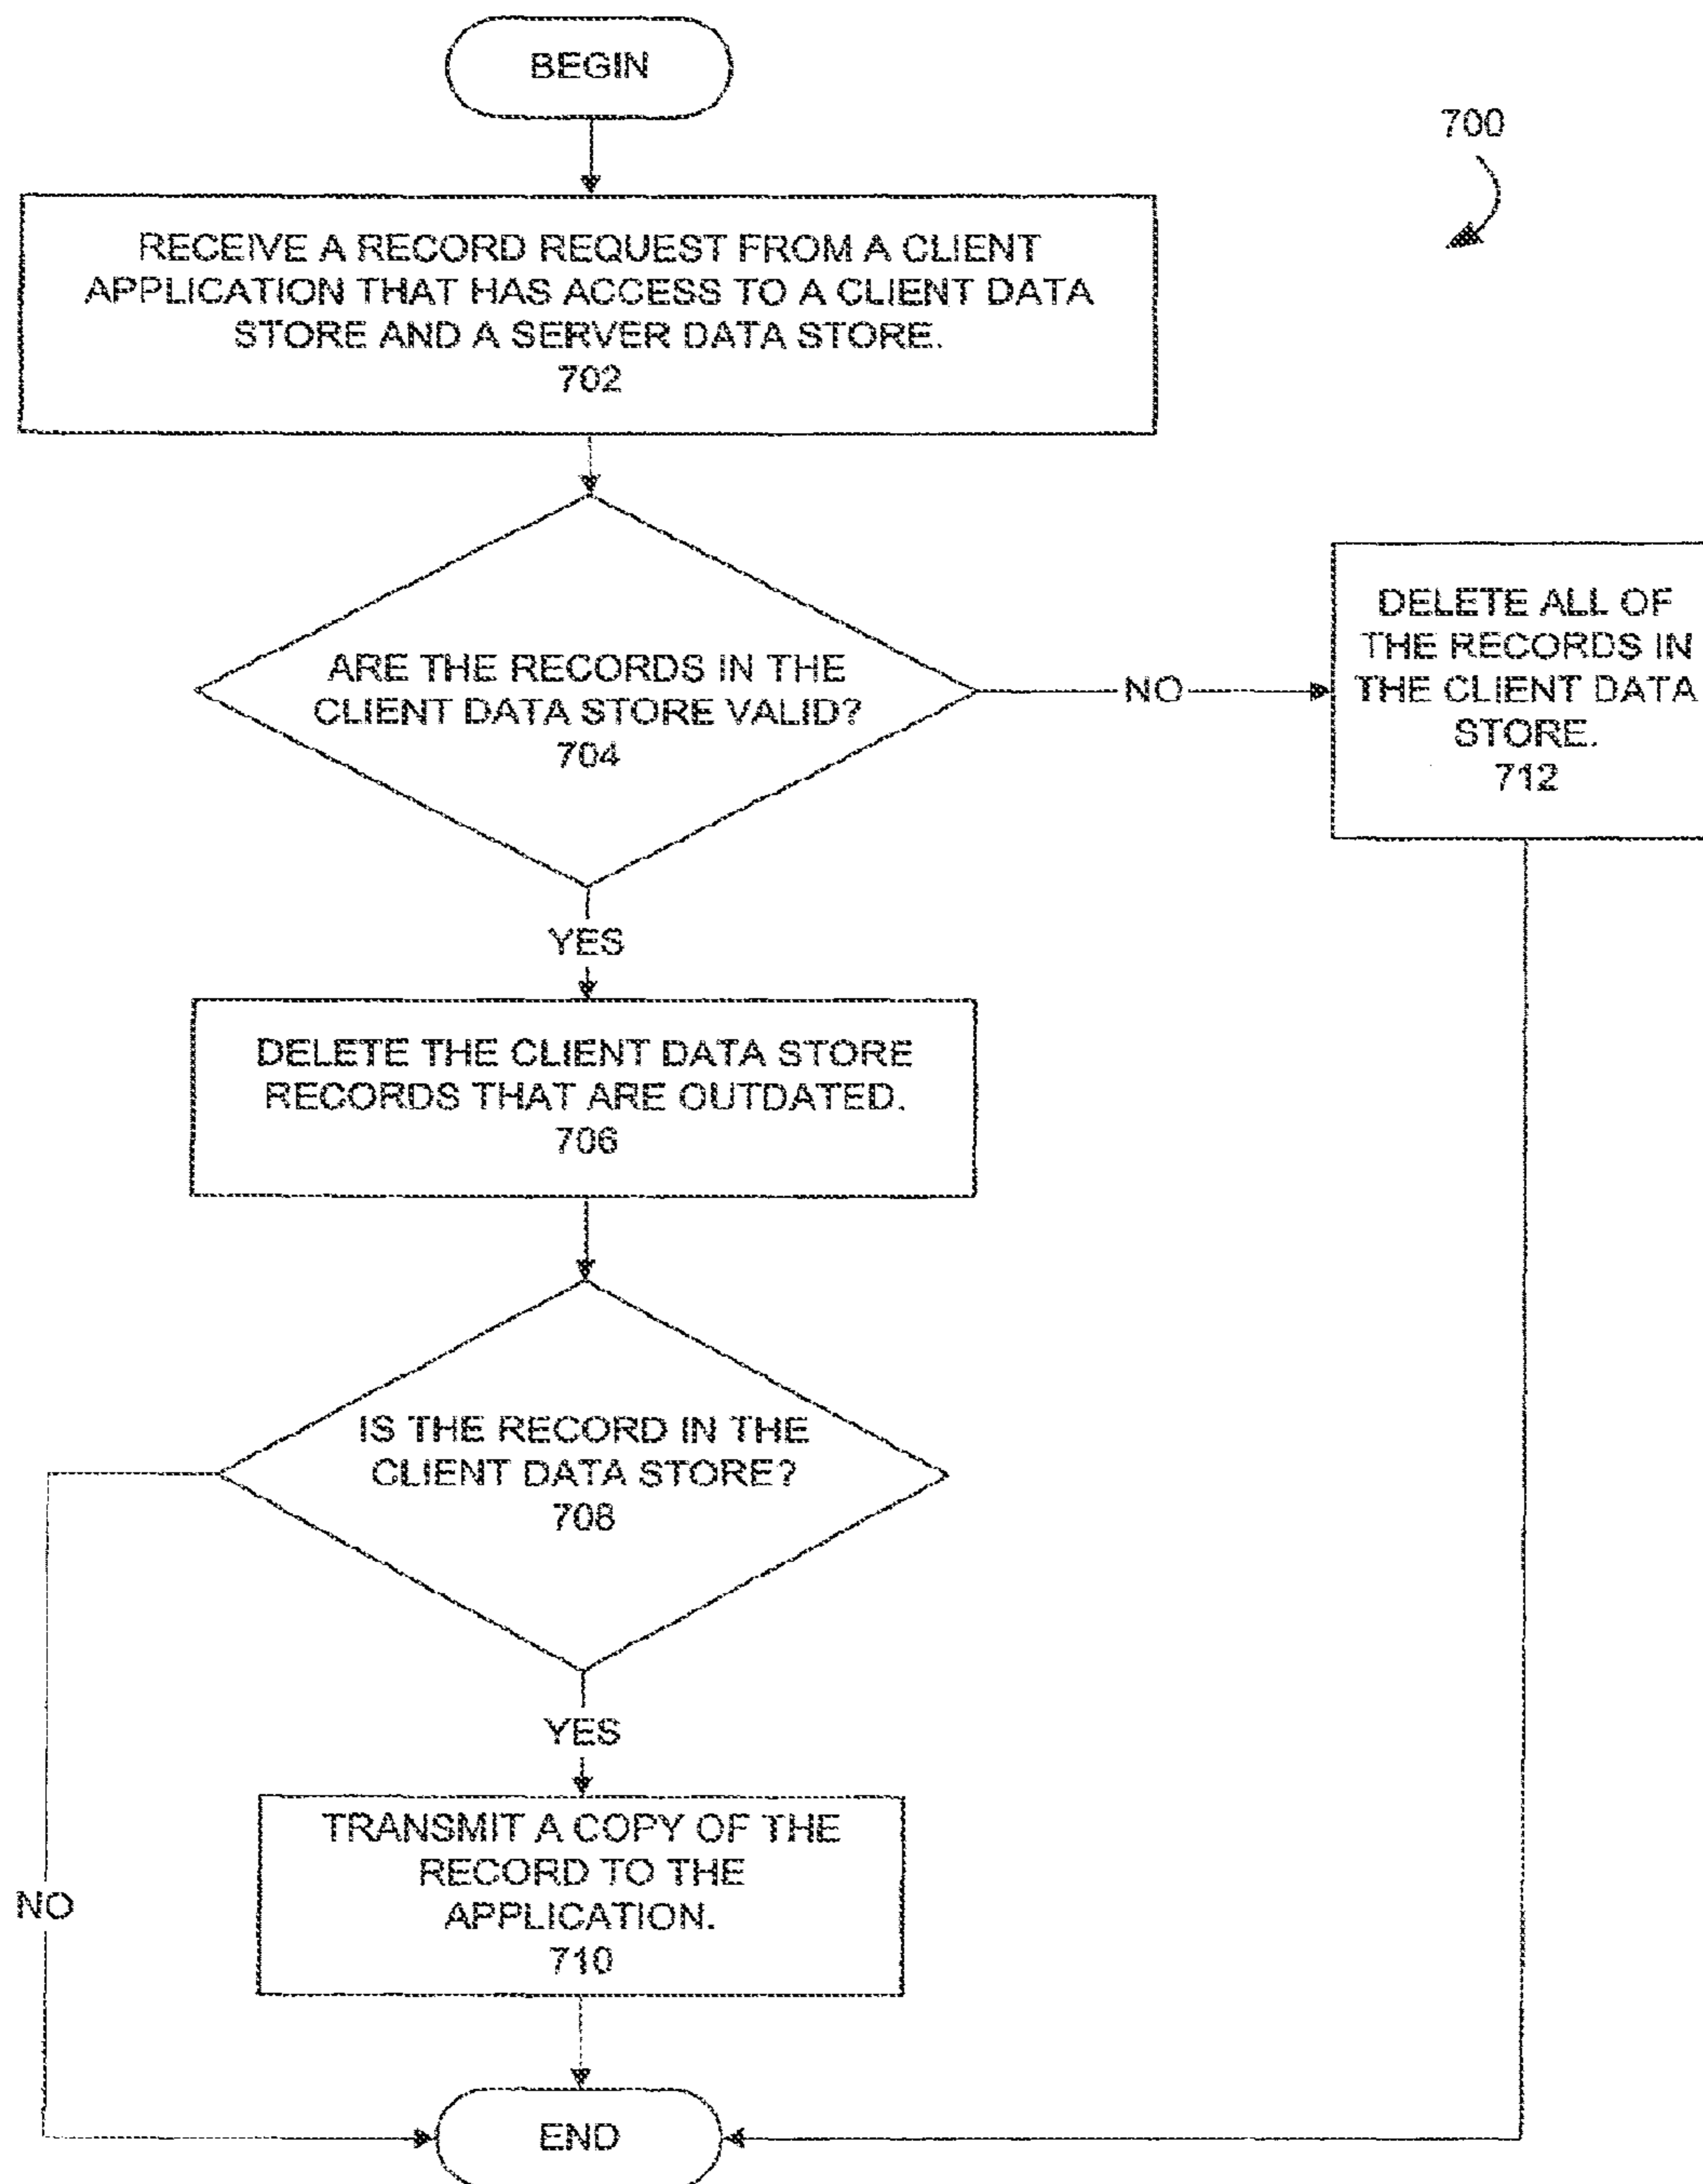 BEGIN
700
RECEIVE A RECORD REQUEST FROM A CLIENT
APPLICATION THAT HAS ACCESS TO A CLIENT DATA
STORE AND A SERVER DATA STORE.
702
ARE THE RECORDS IN THE
CLIENT DATA STORE VALID?
704
NO
DELETE ALL OF
THE RECORDS IN
THE CLIENT DATA
STORE.
712
YES
DELETE THE CLIENT DATA STORE
RECORDS THAT ARE OUTDATED.
706
IS THE RECORD IN THE
CLIENT DATA STORE?
708
YES
TRANSMIT A COPY OF THE
RECORD TO THE
APPLICATION.
710
NO
END